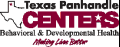 Texas Panhandle
CENTERS
Behavioral & Developmental Health
Making Lives Better